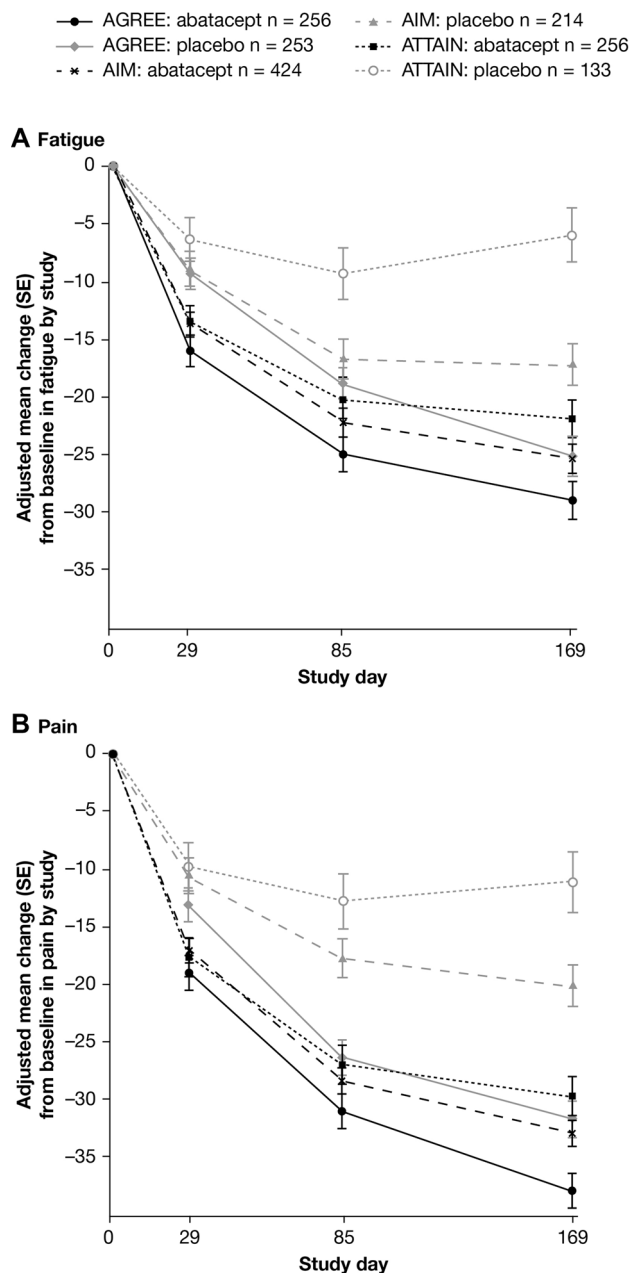 AGREE: abatacept n = 256
AGREE: placebo n = 253
AIM: abatacept n = 424
AIM: placebo n = 214
ATTAIN: abatacept n = 256
ATTAIN: placebo n = 133
A Fatigue
Adjusted mean change (SE)
from baseline in fatigue by study
0
–5
–10
–15
–20
–25
–30
–35
0 29 85 169
Study day
B Pain
Adjusted mean change (SE)
from baseline in pain by study
0
–5
–10
–15
–20
–25
–30
–35
0 29 85 169
Study day